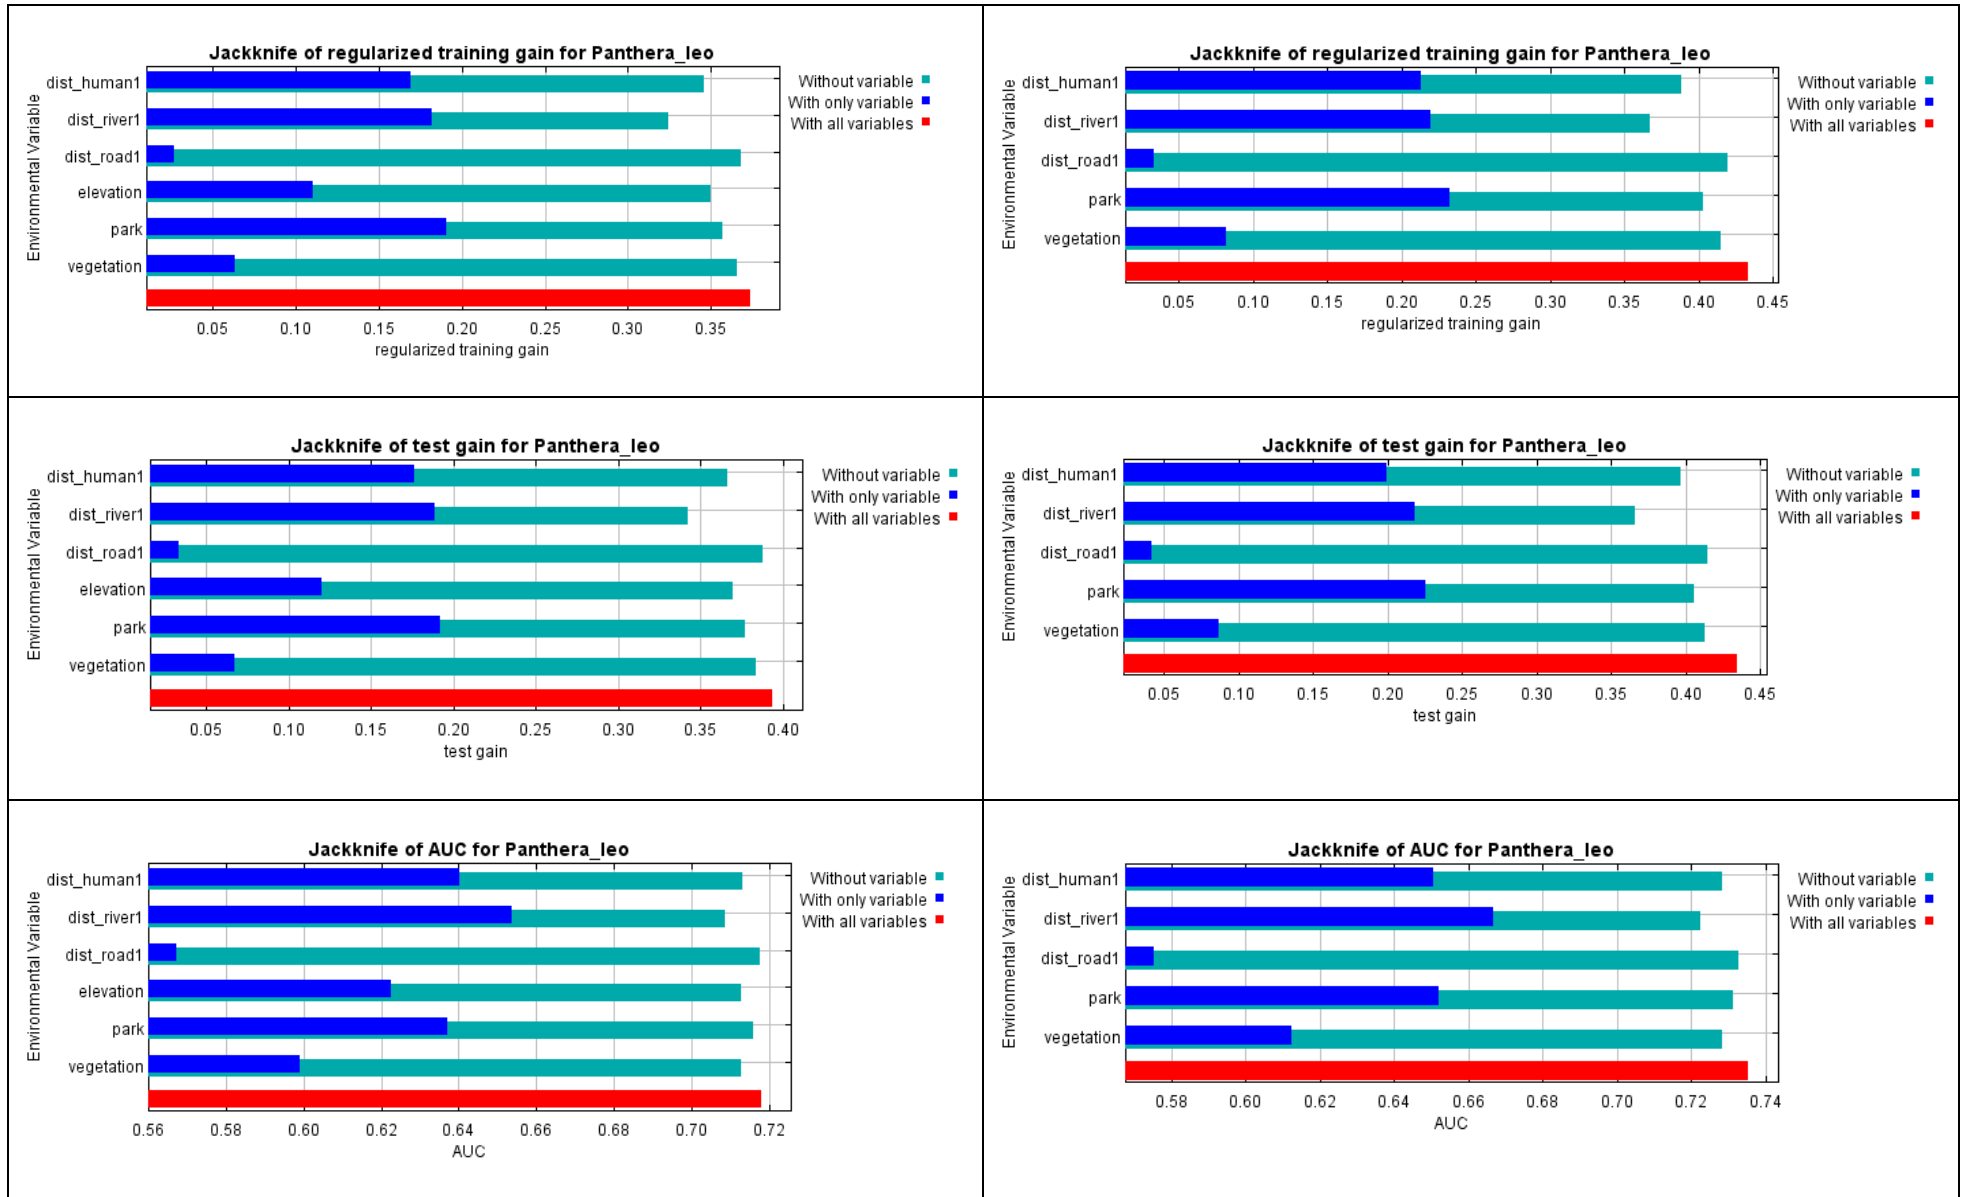 Jackknife of regularized training gain for Panthera_leo
Environmental Variable
dist_human1
dist_river1
dist_road1
elevation
park
vegetation
Without variable
With only variable
With all variables
0.05 0.10 0.15 0.20 0.25 0.30 0.35
regularized training gain
Jackknife of regularized training gain for Panthera_leo
Environmental Variable
dist_human1
dist_river1
dist_road1
park
vegetation
Without variable
With only variable
With all variables
0.05 0.10 0.15 0.20 0.25 0.30 0.35 0.40 0.45
regularized training gain
Jackknife of test gain for Panthera_leo
Environmental Variable
dist_human1
dist_river1
dist_road1
elevation
park
vegetation
Without variable
With only variable
With all variables
0.05 0.10 0.15 0.20 0.25 0.30 0.35 0.40
test gain
Jackknife of test gain for Panthera_leo
Environmental Variable
dist_human1
dist_river1
dist_road1
park
vegetation
Without variable
With only variable
With all variables
0.05 0.10 0.15 0.20 0.25 0.30 0.35 0.40 0.45
test gain
Jackknife of AUC for Panthera_leo
Environmental Variable
dist_human1
dist_river1
dist_road1
elevation
park
vegetation
Without variable
With only variable
With all variables
0.56 0.58 0.60 0.62 0.64 0.66 0.68 0.70 0.72
AUC
Jackknife of AUC for Panthera_leo
Environmental Variable
dist_human1
dist_river1
dist_road1
park
vegetation
Without variable
With only variable
With all variables
0.58 0.60 0.62 0.64 0.66 0.68 0.70 0.72 0.74
AUC